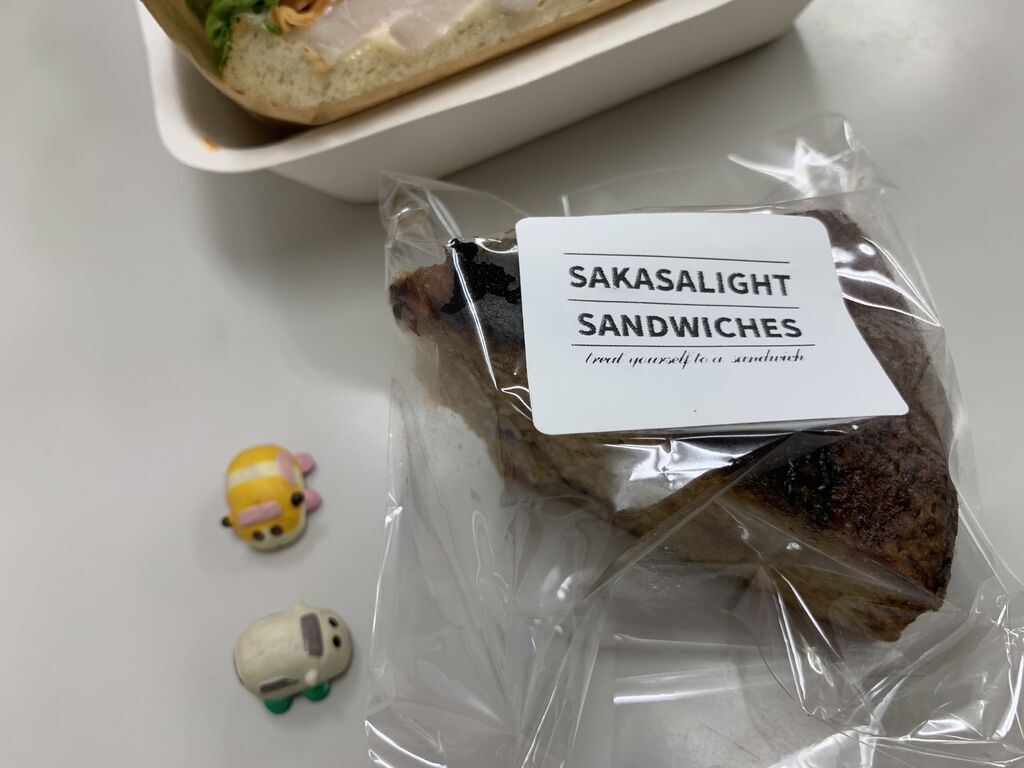 SAKASALIGHT
SANDWICHES
treat yourself to a sandwich